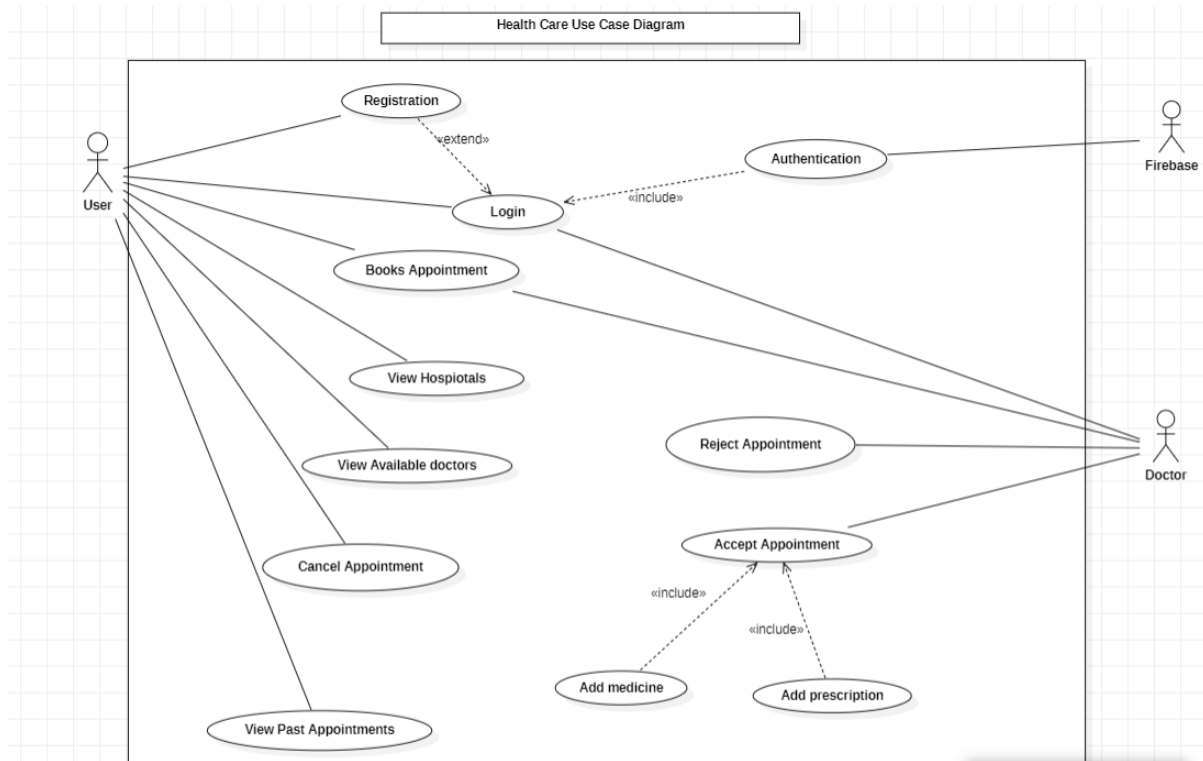 Health Care Use Case Diagram
Registration
«extend»
Authentication
Firebase
User
Login
«include»
Books Appointment
View Hospiotals
Reject Appointment
Doctor
View Available doctors
Accept Appointment
Cancel Appointment
«include»
«include»
Add medicine
Add prescription
View Past Appointments